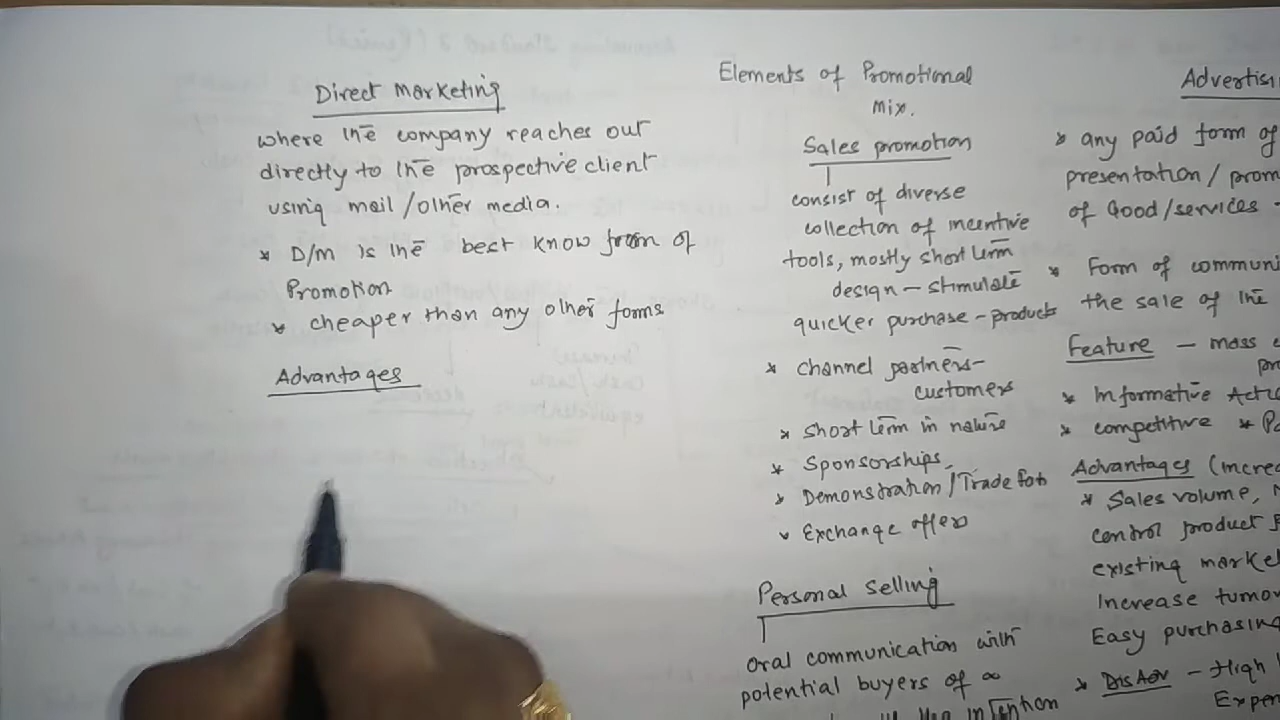 Direct Marketing
where the company reaches out
directly to the prospective client
using mail/other media.
* D/M is the best know from of
Promotion
* cheaper than any other forms
Advantages
Elements of Promotional
Mix.
Sales promotion
consist of diverse
collection of incentive
tools, mostly short term
design - stimulate
quicker purchase - products
* channel partners-
customers
* Short term in nature
* Sponsorships
* Demonstration/Trade
* Exchange offers
Personal Selling
Oral communication with
potential buyers of
Advertisi
* any paid form of
presentation/prom
of Good/services -
* Form of communi
the sale of the
Feature - mass
* Informative
* competitive *
Advantages (increa
* Sales volume,
control product
existing market
Increase
Easy purchasing
* DisAdv - High
Expen